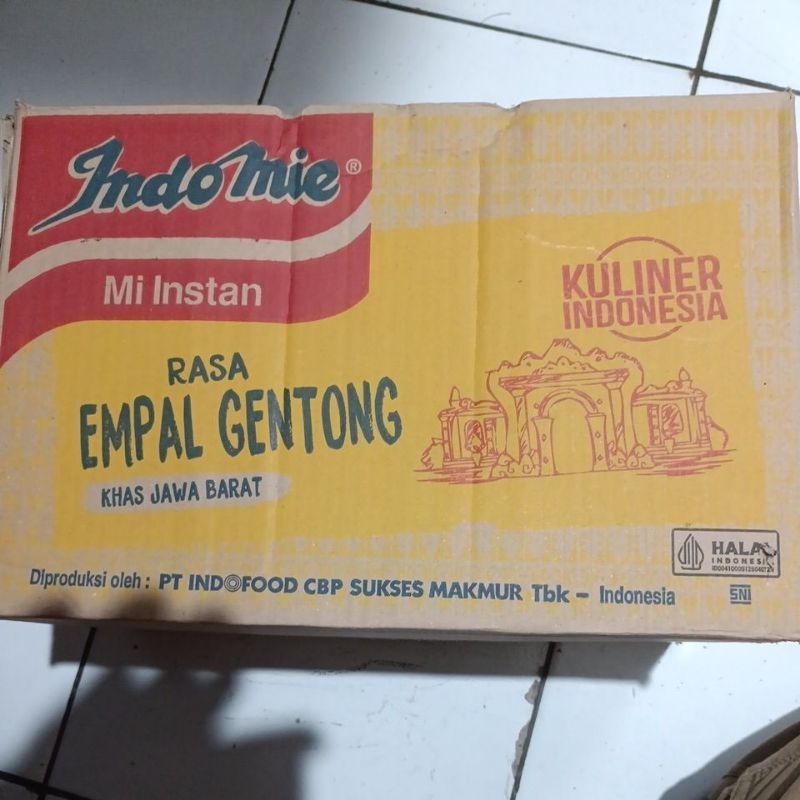 Indomie®
Mi Instan
RASA
EMPAL GENTONG
KHAS JAWA BARAT
KULINER
INDONESIA
HALAL
INDONESIA
Diproduksi oleh : PT INDOFOOD CBP SUKSES MAKMUR Tbk – Indonesia
SNI